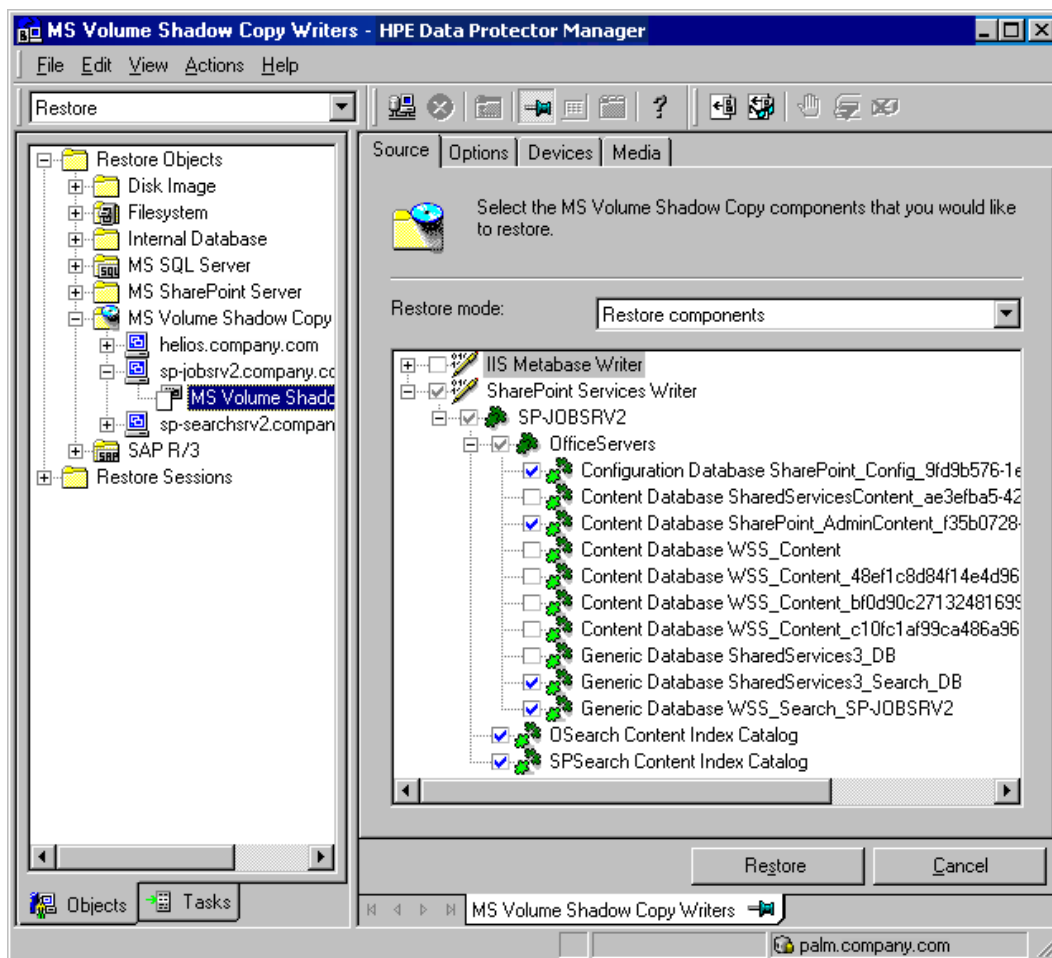 MS Volume Shadow Copy Writers - HPE Data Protector Manager
File Edit View Actions Help
Restore
Restore Objects
Disk Image
Filesystem
Internal Database
MS SQL Server
MS SharePoint Server
MS Volume Shadow Copy
helios.company.com
sp-jobsrv2.company.cc
MS Volume Shado
sp-searchsrv2.compan
SAP R/3
Restore Sessions
Objects Tasks
Source Options Devices Media
Select the MS Volume Shadow Copy components that you would like
to restore.
Restore mode: Restore components
IIS Metabase Writer
SharePoint Services Writer
SP-JOBSRV2
OfficeServers
Configuration Database SharePoint_Config_9fd9b576-1e
Content Database SharedServicesContent_ae3efba5-42
Content Database SharePoint_AdminContent_f35b0728-
Content Database WSS_Content
Content Database WSS_Content_48ef1c8d84f14e4d96
Content Database WSS_Content_bf0d90c27132481699
Content Database WSS_Content_c10fc1af99ca486a96
Generic Database SharedServices3_DB
Generic Database SharedServices3_Search_DB
Generic Database WSS_Search_SP-JOBSRV2
OSearch Content Index Catalog
SPSearch Content Index Catalog
Restore Cancel
MS Volume Shadow Copy Writers
palm.company.com